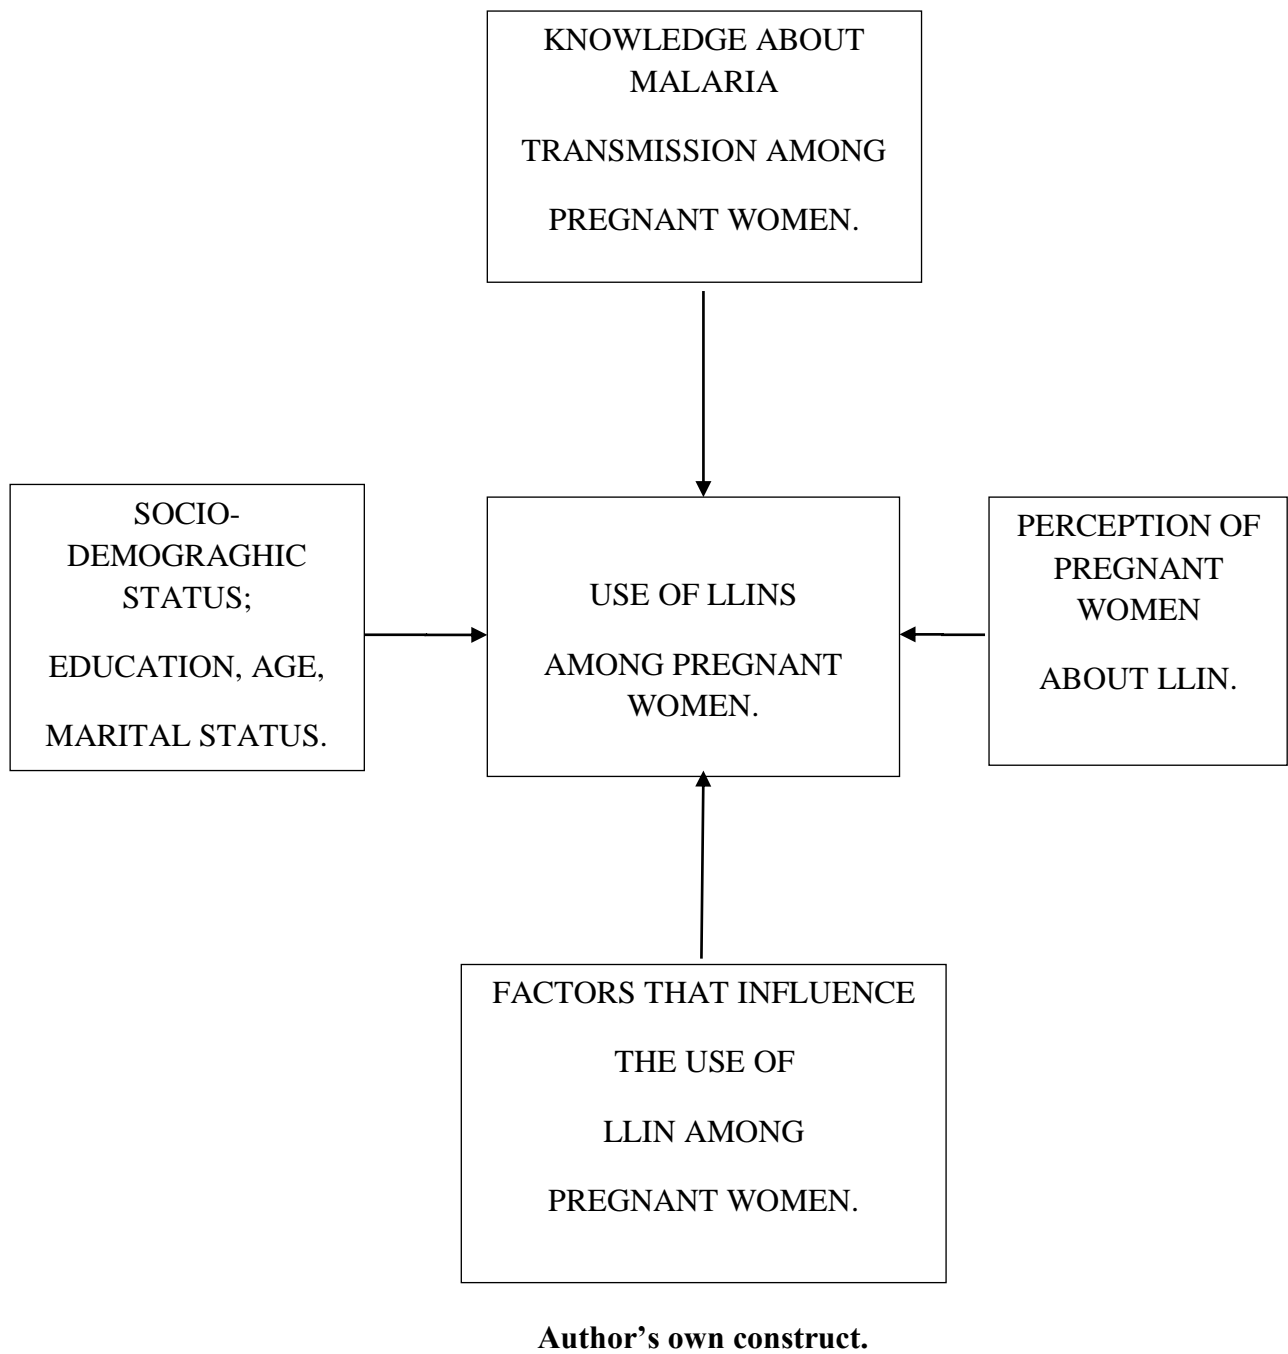 KNOWLEDGE ABOUT
MALARIA
TRANSMISSION AMONG
PREGNANT WOMEN.
SOCIO-
DEMOGRAGHIC
STATUS;
EDUCATION, AGE,
MARITAL STATUS.
USE OF LLINS
AMONG PREGNANT
WOMEN.
PERCEPTION OF
PREGNANT
WOMEN
ABOUT LLIN.
FACTORS THAT INFLUENCE
THE USE OF
LLIN AMONG
PREGNANT WOMEN.
Author’s own construct.